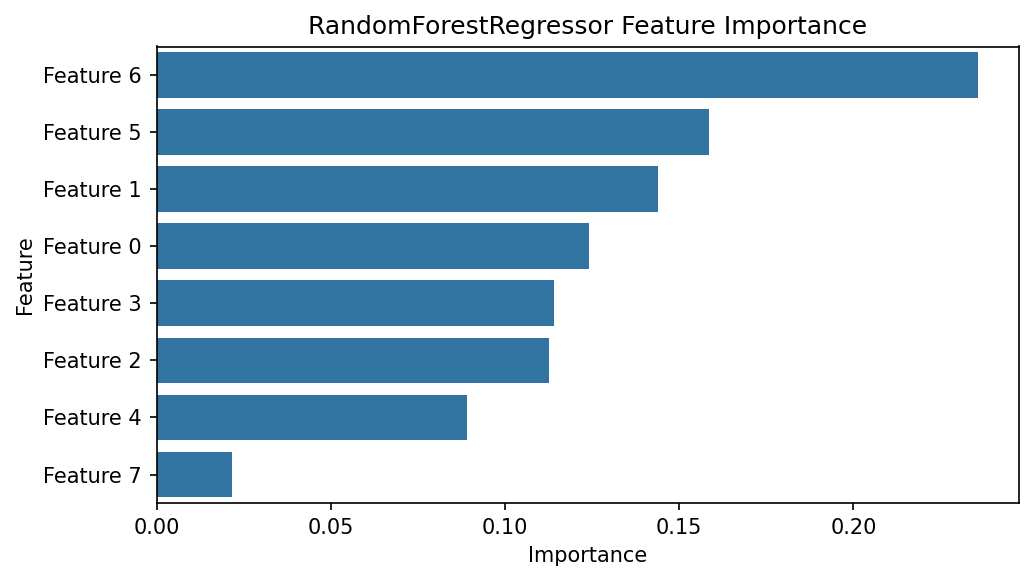 RandomForestRegressor Feature Importance
Feature 6
Feature 5
Feature 1
Feature 0
Feature 3
Feature 2
Feature 4
Feature 7
Feature
0.00 0.05 0.10 0.15 0.20
Importance